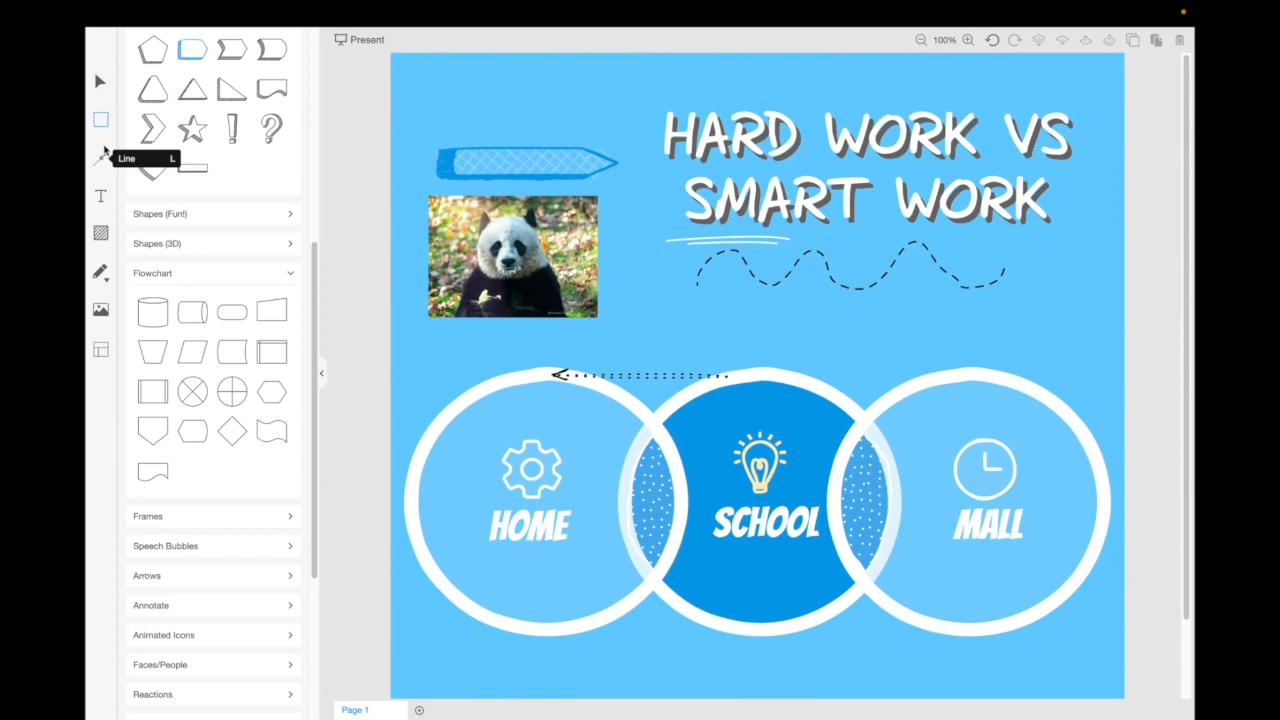 Present
100%
Line L
Shapes (Fun!)
Shapes (3D)
Flowchart
Frames
Speech Bubbles
Arrows
Annotate
Animated Icons
Faces/People
Reactions
HARD WORK VS
SMART WORK
HOME
SCHOOL
MALL
Page 1